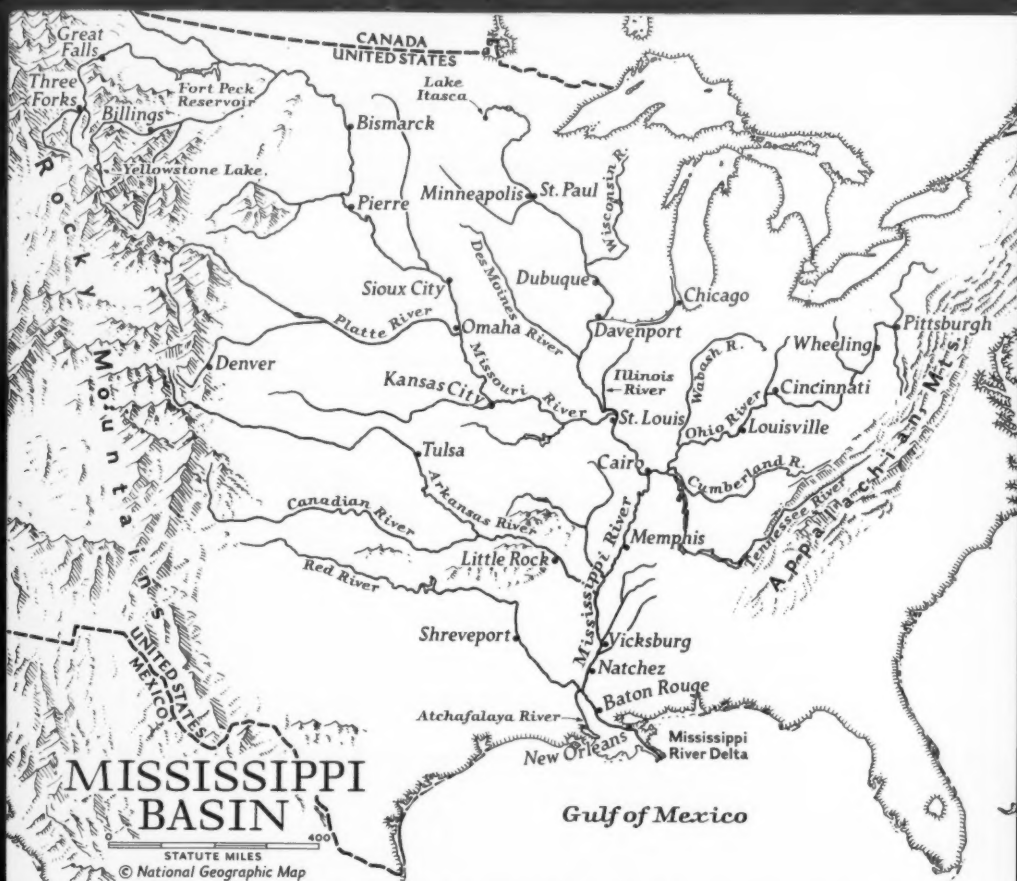 CANADA
UNITED STATES
Great
Falls
Three
Forks
Fort Peck
Reservoir
Billings
Yellowstone Lake
Lake
Itasca
Bismarck
Pierre
Minneapolis
St. Paul
Wisconsin R.
Rocky Mountains
Sioux City
Des Moines River
Dubuque
Chicago
Platte River
Omaha
Davenport
Pittsburgh
Wheeling
Denver
Missouri River
Illinois
River
Wabash R.
Cincinnati
Kansas City
St. Louis
Ohio River
Louisville
Tulsa
Cairo
Cumberland R.
Tennessee River
Appalachian Mts.
Arkansas River
Canadian River
Mississippi River
Memphis
Little Rock
Red River
Shreveport
Vicksburg
Natchez
UNITED STATES
MEXICO
Baton Rouge
Atchafalaya River
New Orleans
Mississippi
River Delta
MISSISSIPPI
BASIN
Gulf of Mexico
0 400
STATUTE MILES
© National Geographic Map